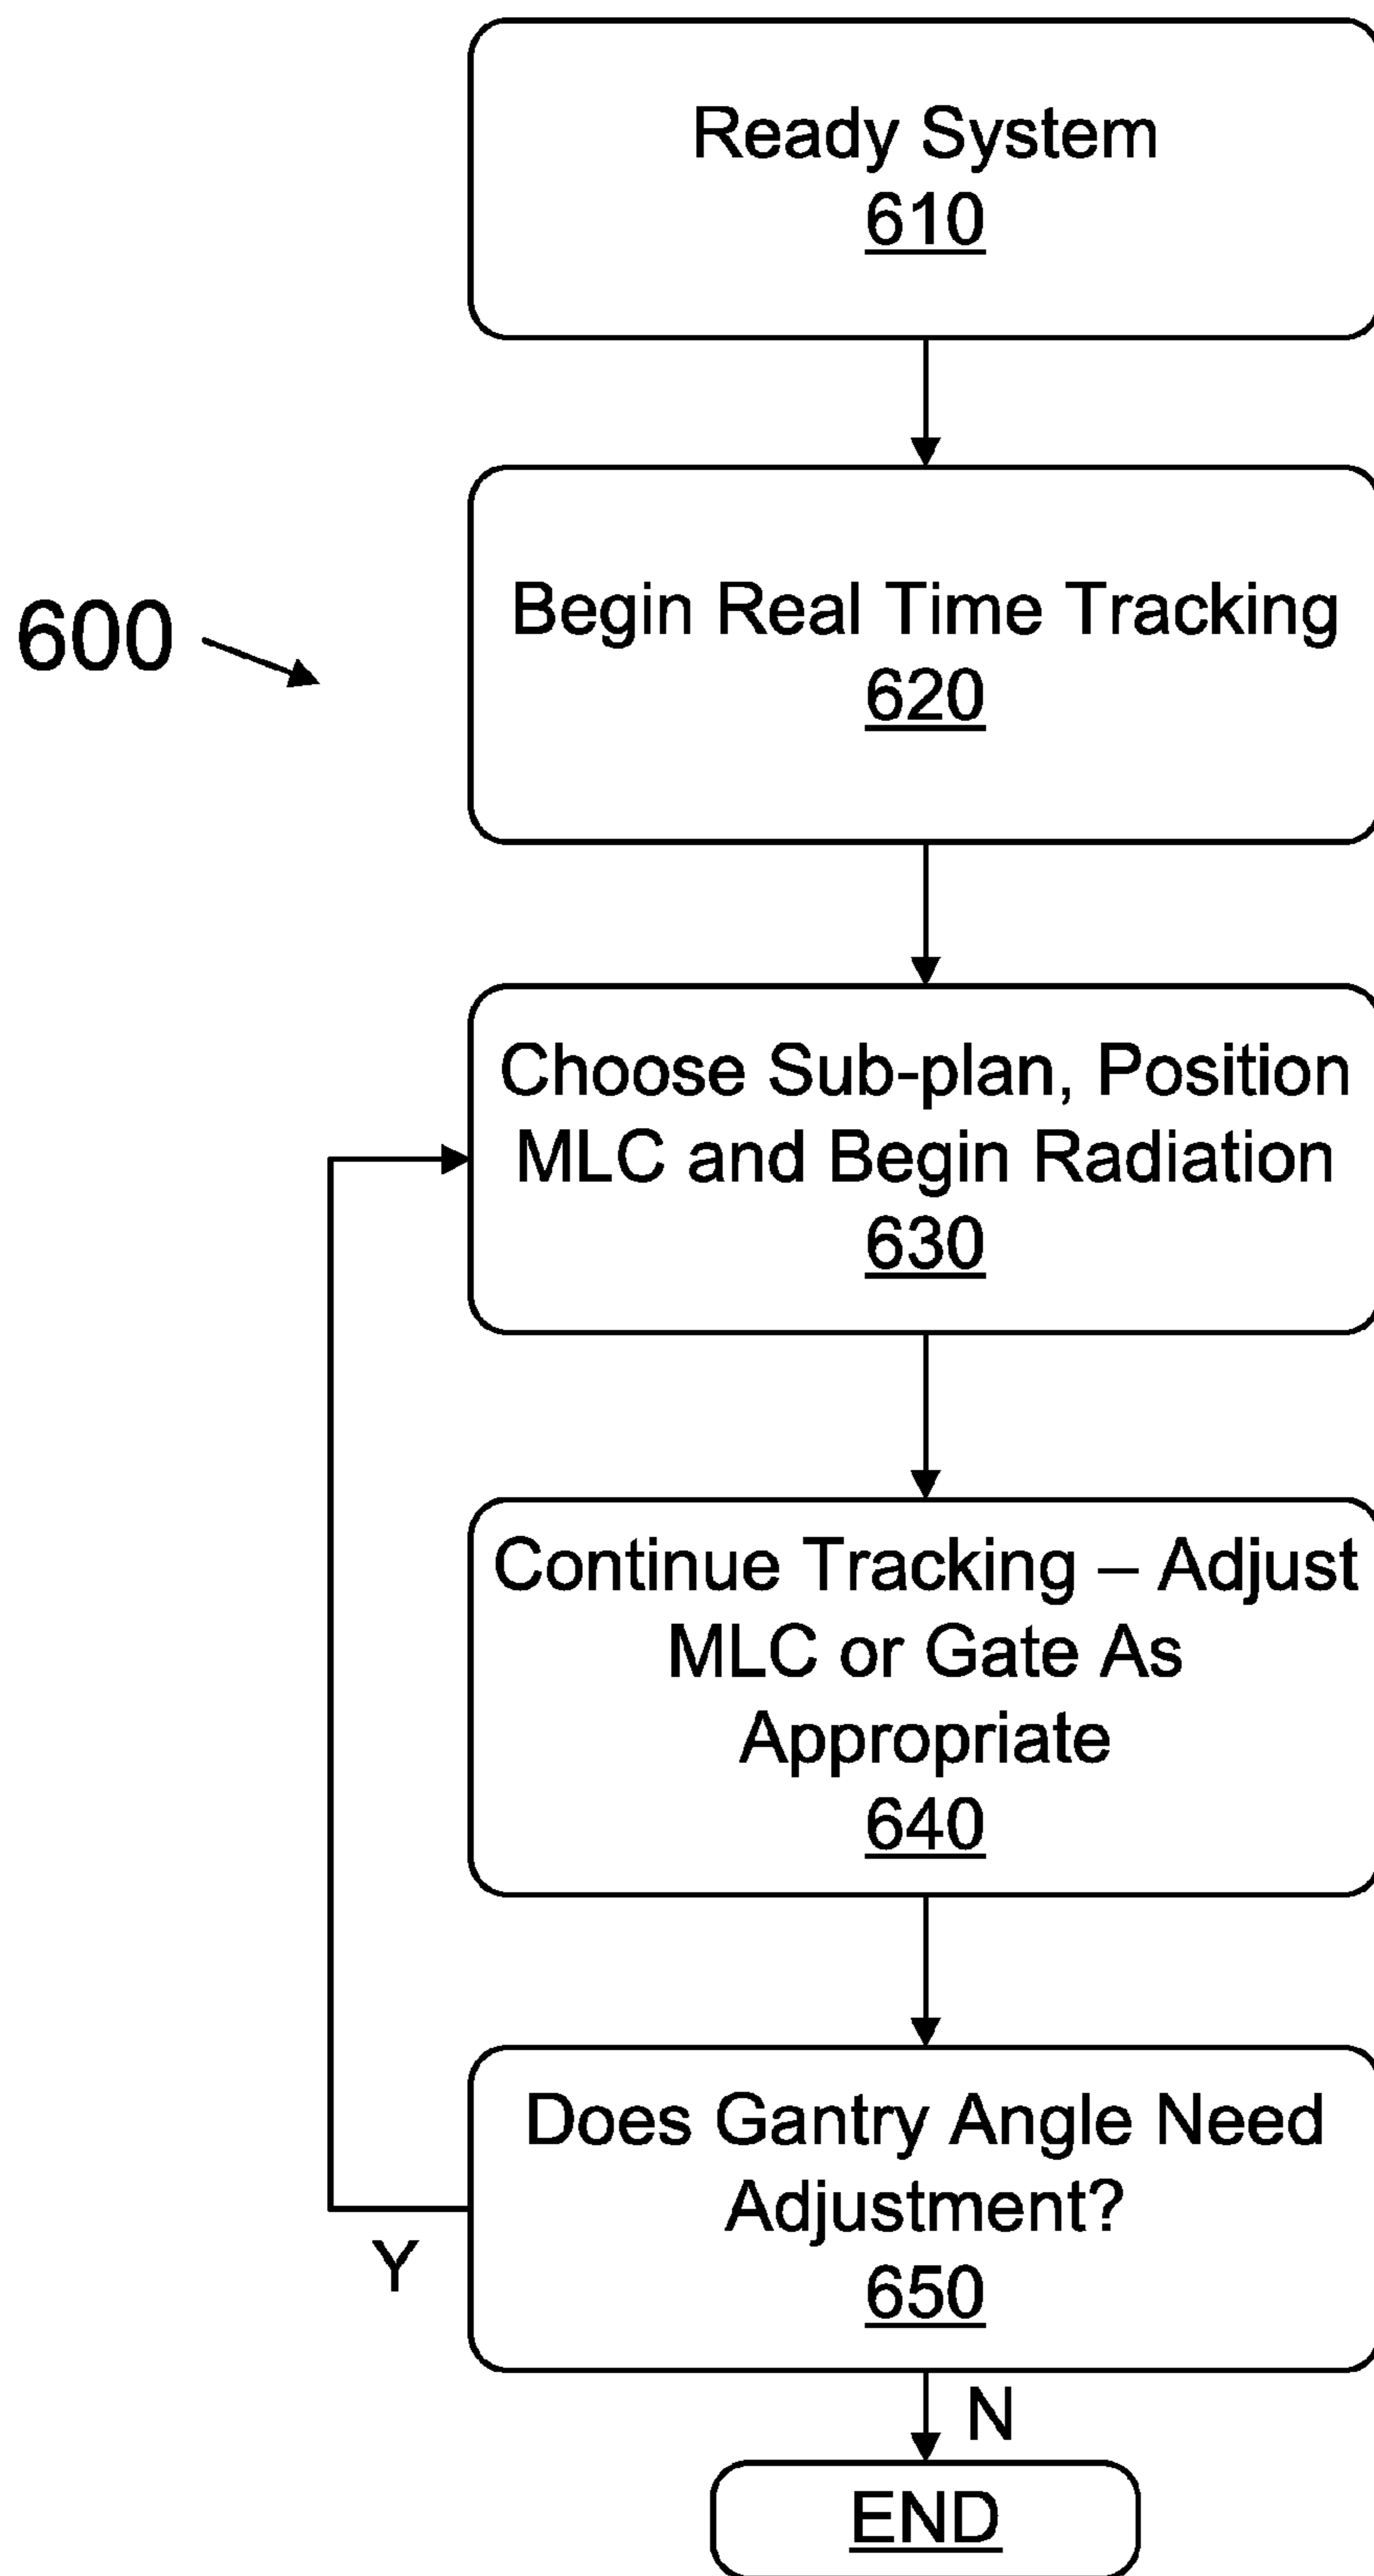 Ready System
610
600
Begin Real Time Tracking
620
Choose Sub-plan, Position
MLC and Begin Radiation
630
Continue Tracking – Adjust
MLC or Gate As
Appropriate
640
Does Gantry Angle Need
Adjustment?
650
Y
N
END